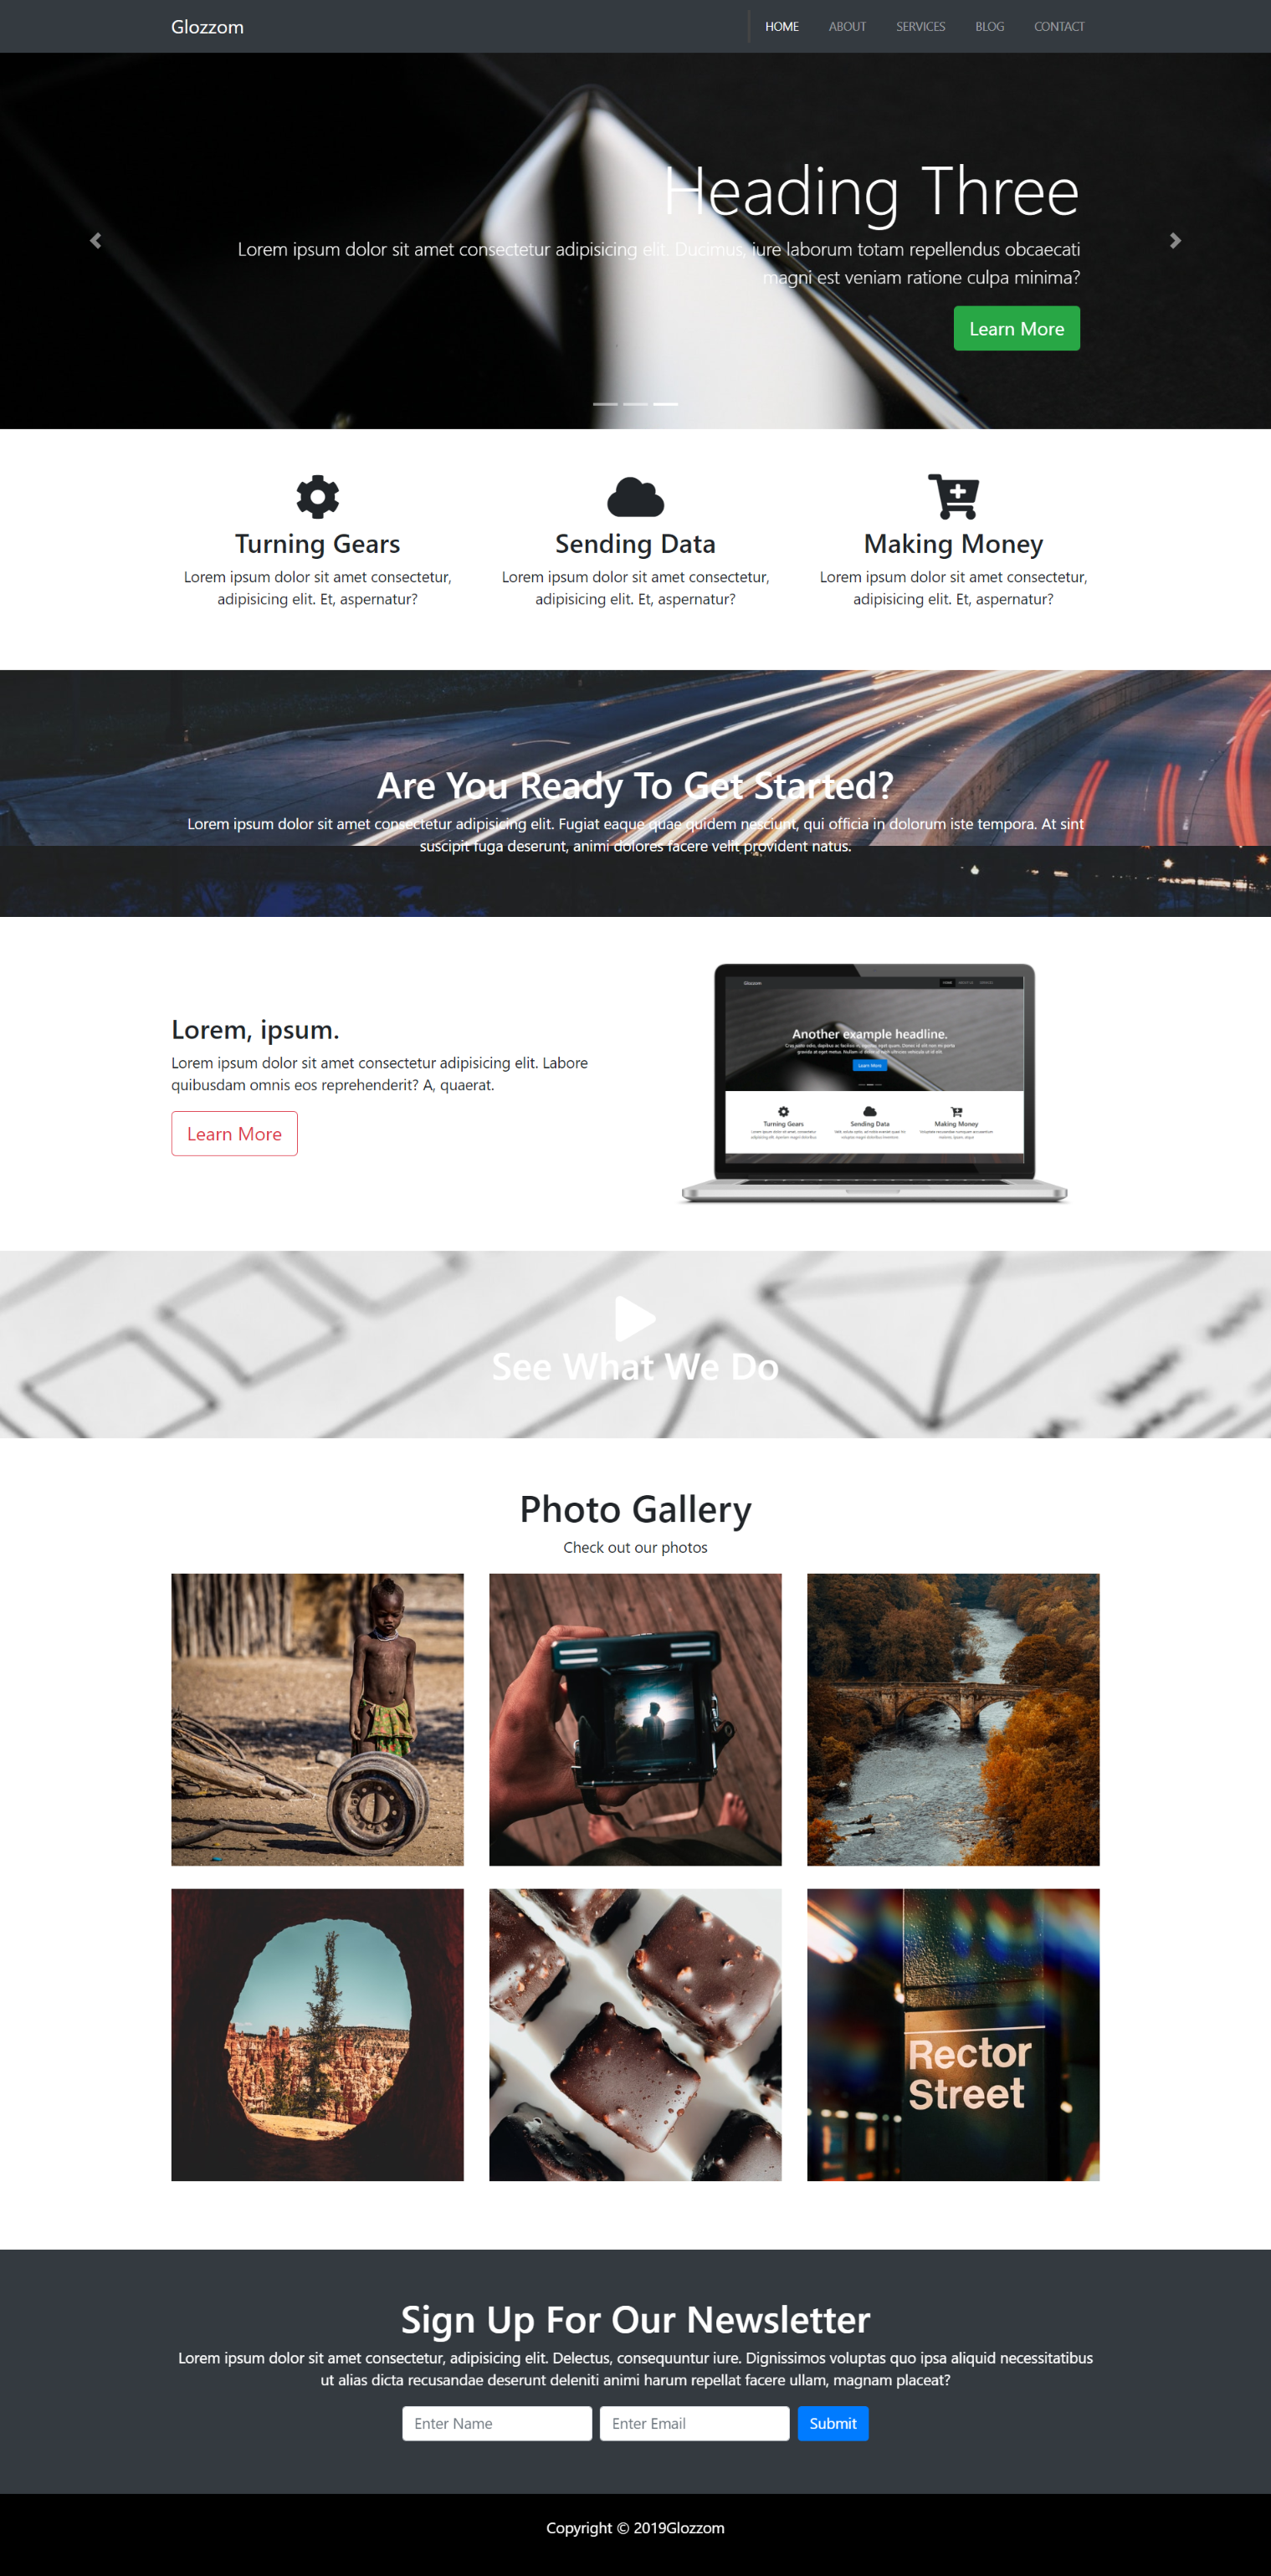 Glozzom
HOME ABOUT SERVICES BLOG CONTACT
Heading Three
Lorem ipsum dolor sit amet consectetur adipisicing elit. Ducimus, iure laborum totam repellendus obcaecati
magni est veniam ratione culpa minima?
Learn More
Turning Gears
Lorem ipsum dolor sit amet consectetur,
adipisicing elit. Et, aspernatur?
Sending Data
Lorem ipsum dolor sit amet consectetur,
adipisicing elit. Et, aspernatur?
Making Money
Lorem ipsum dolor sit amet consectetur,
adipisicing elit. Et, aspernatur?
Are You Ready To Get Started?
Lorem ipsum dolor sit amet consectetur adipisicing elit. Fugiat eaque quae quidem nesciunt, qui officia in dolorum iste tempora. At sint
suscipit fuga deserunt, animi dolores facere velit provident natus.
Lorem, ipsum.
Lorem ipsum dolor sit amet consectetur adipisicing elit. Labore
quibusdam omnis eos reprehenderit? A, quaerat.
Learn More
Glozzom
HOME ABOUT US SERVICES
Another example headline.
Learn More
Turning Gears
Sending Data
Making Money
See What We Do
Photo Gallery
Check out our photos
Rector
Street
Sign Up For Our Newsletter
Lorem ipsum dolor sit amet consectetur, adipisicing elit. Delectus, consequuntur iure. Dignissimos voluptas quo ipsa aliquid necessitatibus
ut alias dicta recusandae deserunt deleniti animi harum repellat facere ullam, magnam placeat?
Enter Name
Enter Email
Submit
Copyright © 2019Glozzom